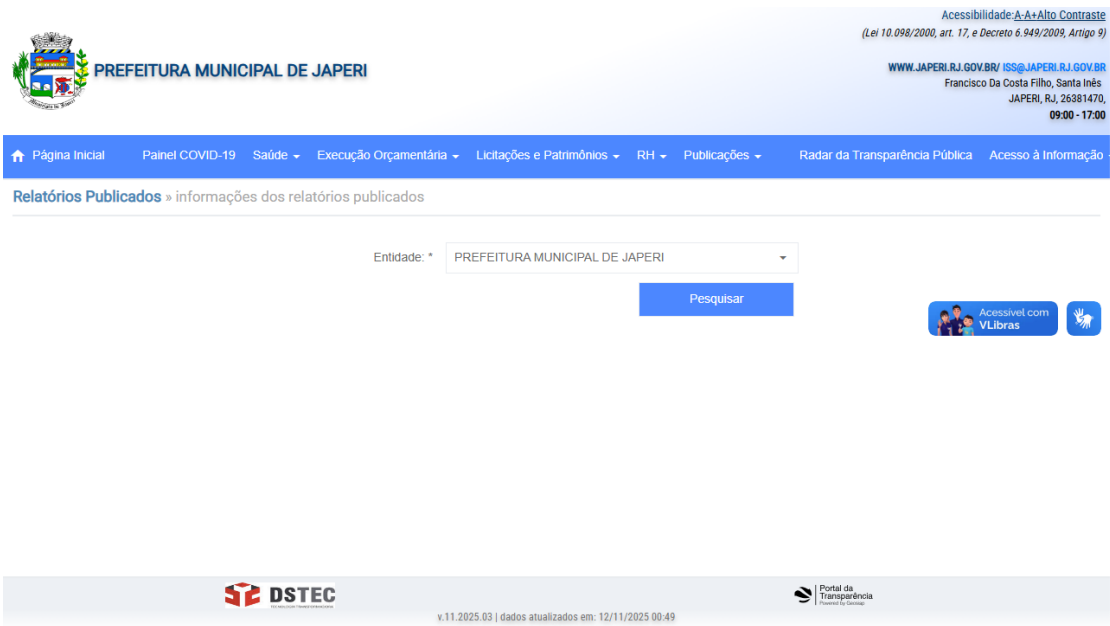 Acessibilidade:A-A+Alto Contraste
(Lei 10.098/2000, art. 17, e Decreto 6.949/2009, Artigo 9)
PREFEITURA MUNICIPAL DE JAPERI
WWW.JAPERI.RJ.GOV.BR/ ISS@JAPERI.RJ.GOV.BR
Francisco Da Costa Filho, Santa Inês
JAPERI, RJ, 26381470,
09:00 - 17:00
Página Inicial Painel COVID-19 Saúde Execução Orçamentária Licitações e Patrimônios RH Publicações Radar da Transparência Pública Acesso à Informação
Relatórios Publicados » informações dos relatórios publicados
Entidade: * PREFEITURA MUNICIPAL DE JAPERI
Pesquisar
Acessível com
VLibras
DSTEC
Portal da
Transparência
Powered by Geosiap
v.11.2025.03 | dados atualizados em: 12/11/2025 00:49